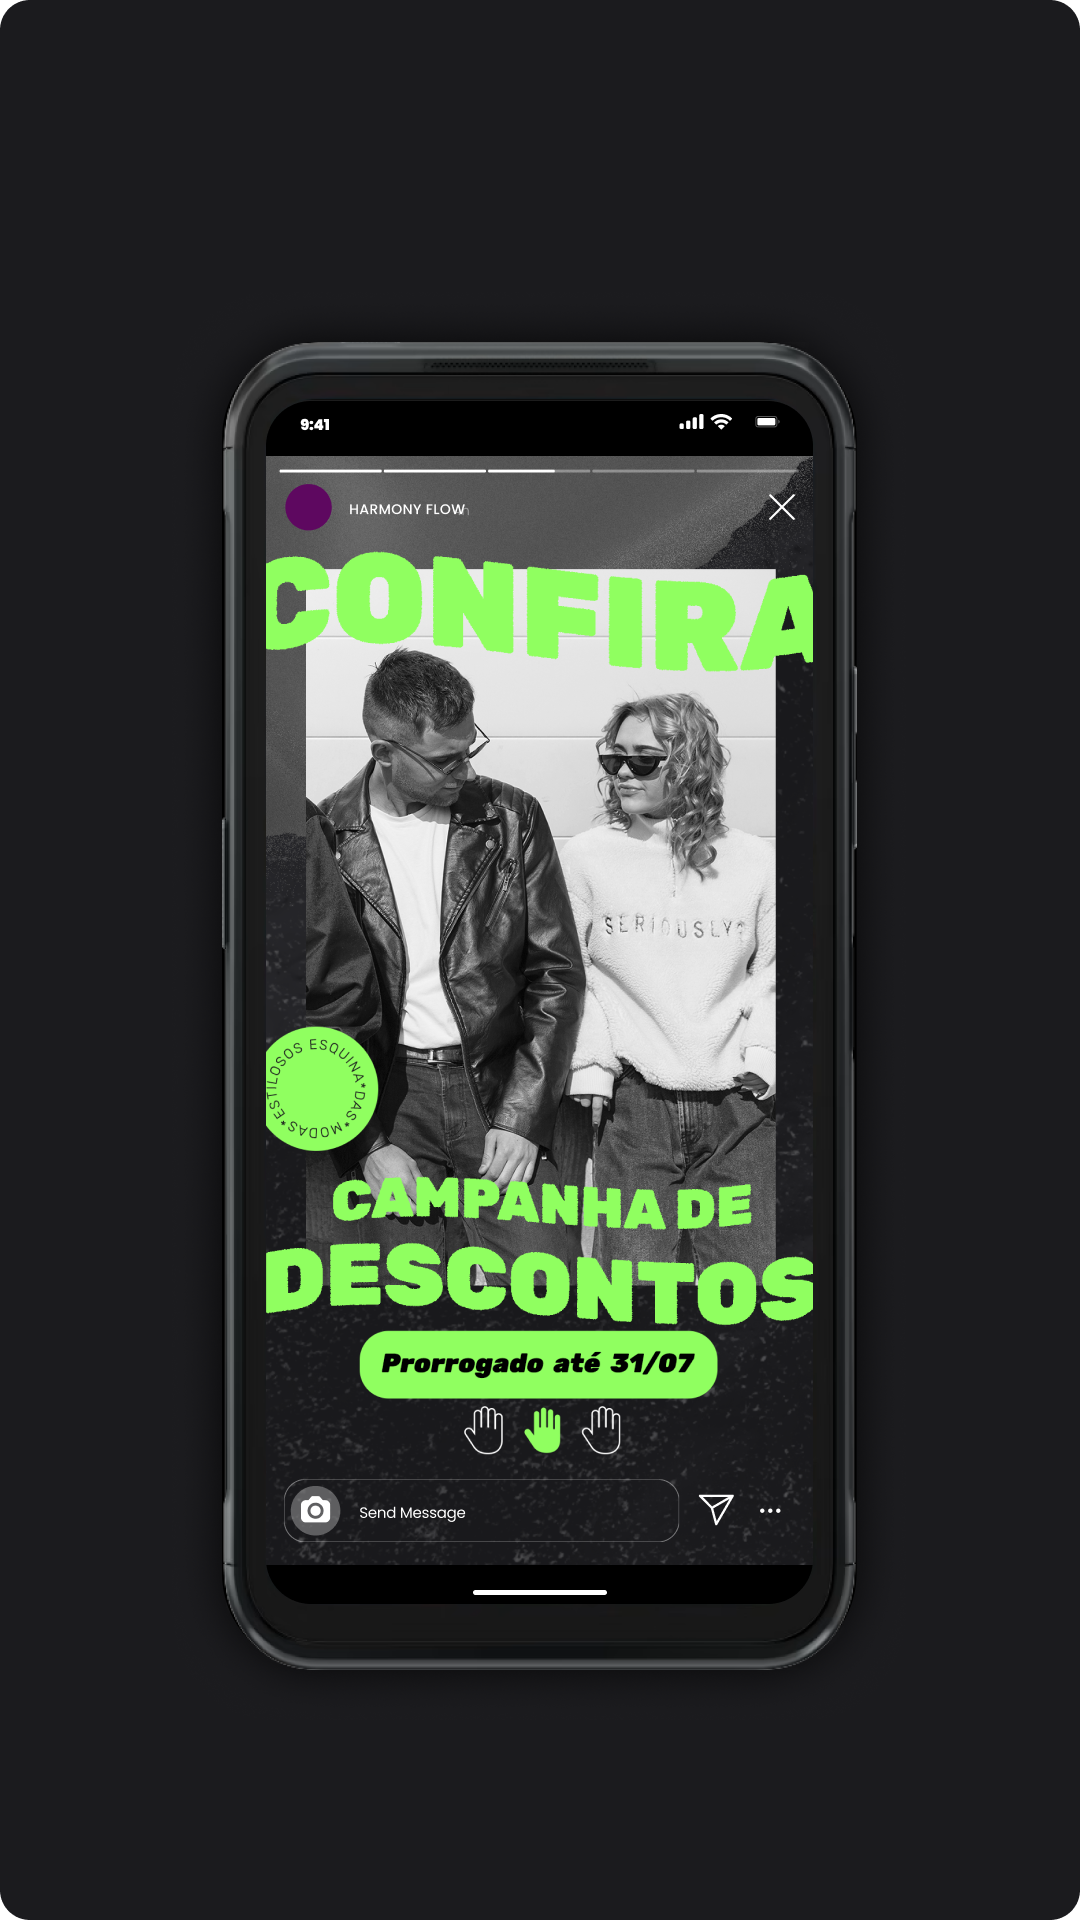 9:41
HARMONY FLOW
CONFIRA
SERIOUSLY?
ESTILOSOS ESQUINA*DAS MODAS*
CAMPANHA DE
DESCONTOS
Prorrogado até 31/07
Send Message